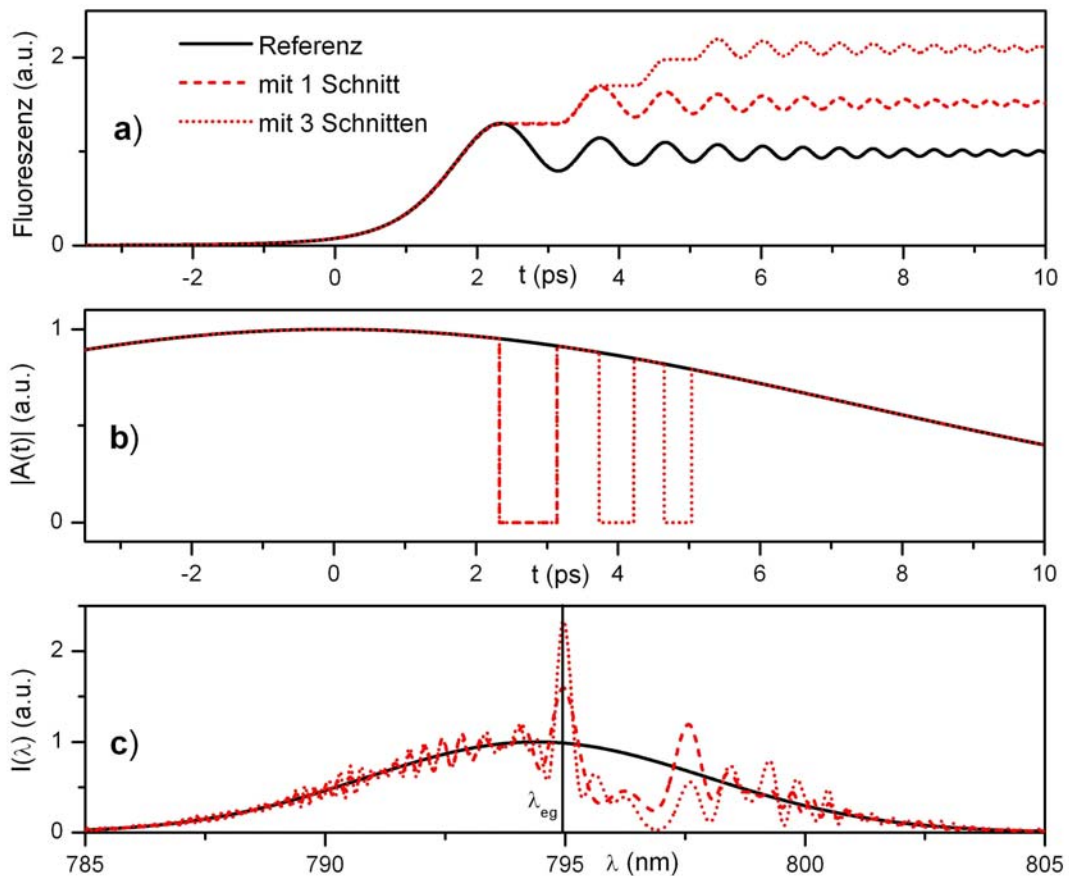 Fluoreszenz (a.u.)
2
0
Referenz
mit 1 Schnitt
mit 3 Schnitten
a)
-2 0 2 4 6 8 10
t (ps)
|A(t)| (a.u.)
1
0
b)
-2 0 2 4 6 8 10
t (ps)
I(λ) (a.u.)
2
1
0
c)
λeg
785 790 795 800 805
λ (nm)